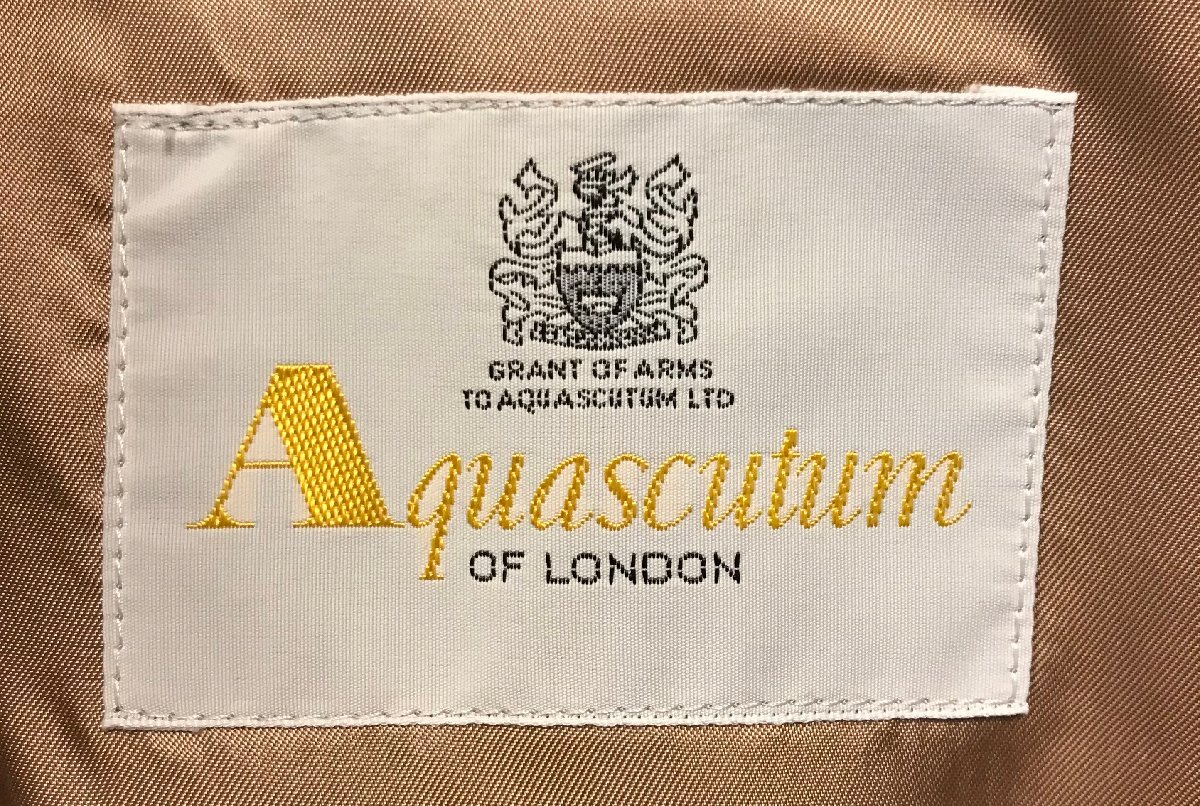 GRANT OF ARMS
TO AQUASCUTUM LTD
Aquascutum
OF LONDON